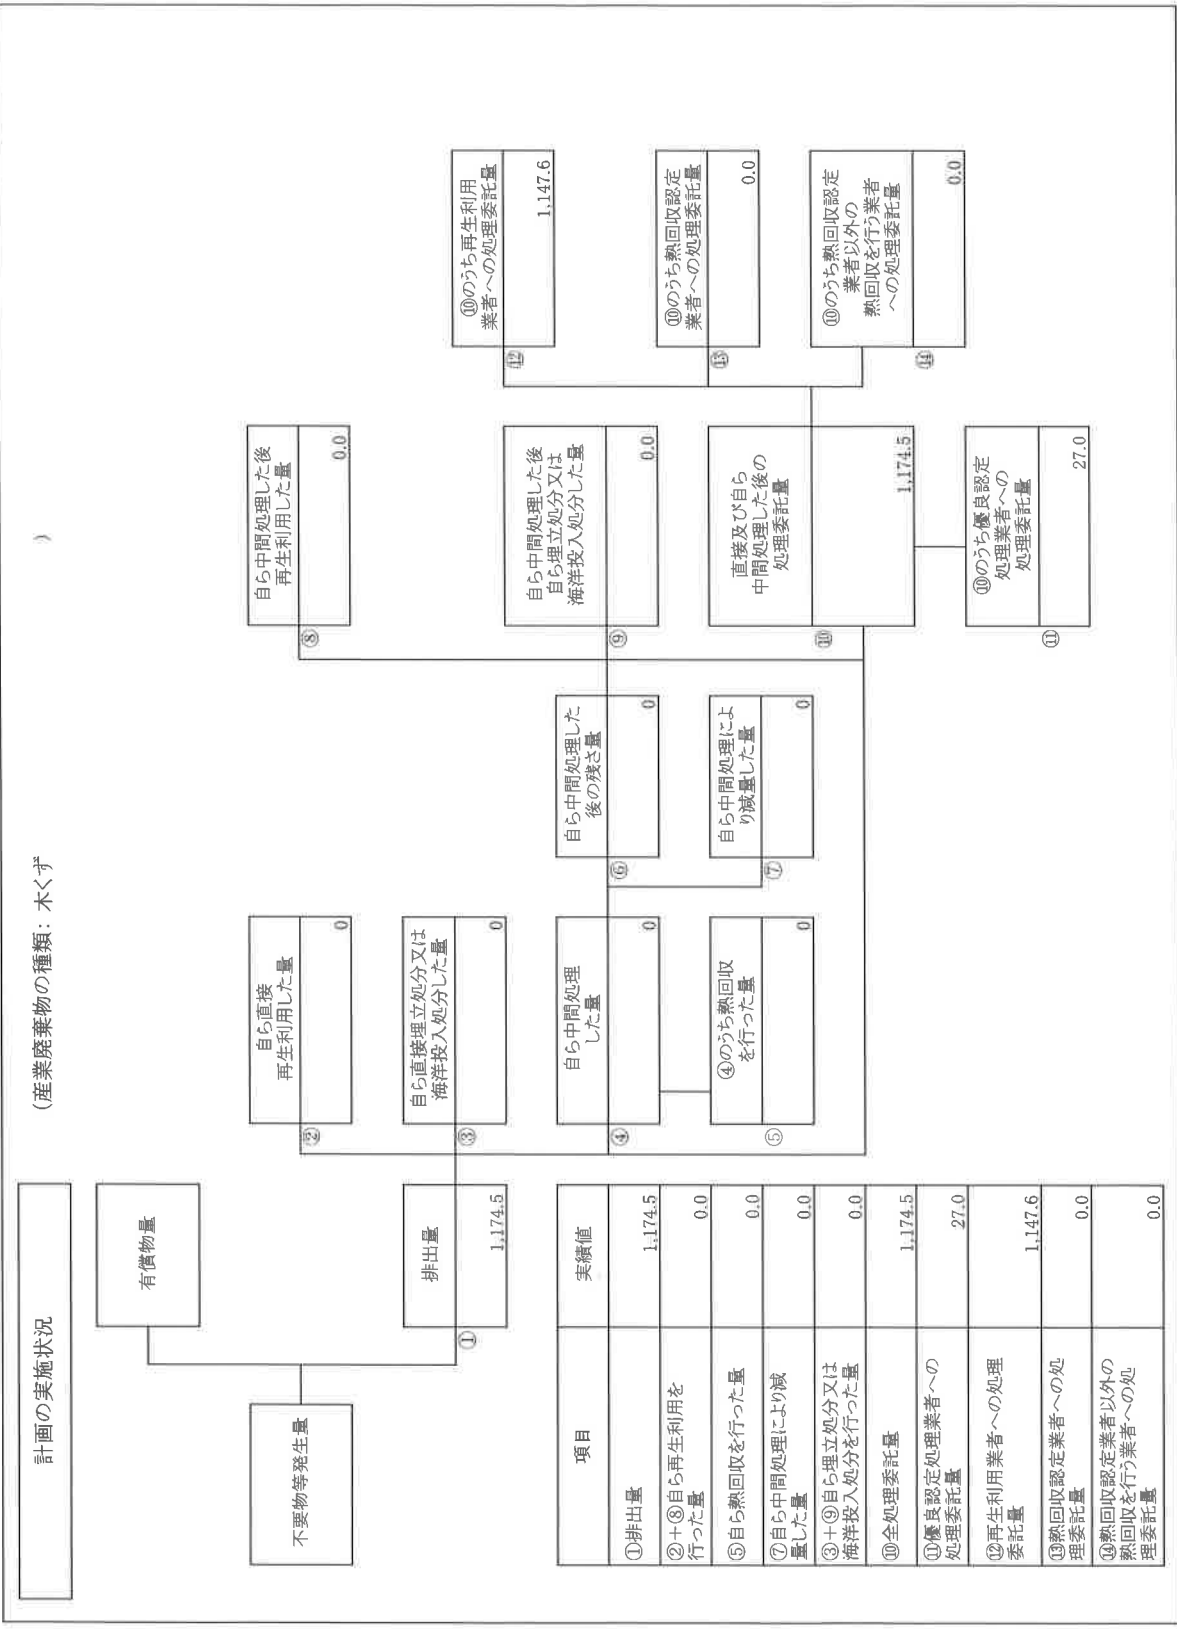 計画の実施状況
(産業廃棄物の種類: 木くず
)
不要物等発生量
有償物量
①
排出量
1,174.5
②
自ら直接
再生利用した量
0
③
自ら直接埋立処分又は
海洋投入処分した量
0
④
自ら中間処理
した量
0
⑤
④のうち熱回収
を行った量
0
⑥
自ら中間処理した
後の残さ量
0
⑦
自ら中間処理によ
り減量した量
0
⑧
自ら中間処理した後
再生利用した量
0.0
⑨
自ら中間処理した後
自ら埋立処分又は
海洋投入処分した量
0.0
⑩
直接及び自ら
中間処理した後の
処理委託量
1,174.5
⑪
⑩のうち優良認定
処理業者への
処理委託量
27.0
⑫
⑩のうち再生利用
業者への処理委託量
1,147.6
⑬
⑩のうち熱回収認定
業者への処理委託量
0.0
⑭
⑩のうち熱回収認定
業者以外の
熱回収を行う業者
への処理委託量
0.0
項目
実績値
①排出量
1,174.5
②+⑧自ら再生利用を
行った量
0.0
⑤自ら熱回収を行った量
0.0
⑦自ら中間処理により減
量した量
0.0
③+⑨自ら埋立処分又は
海洋投入処分を行った量
0.0
⑩全処理委託量
1,174.5
⑪優良認定処理業者への
処理委託量
27.0
⑫再生利用業者への処理
委託量
1,147.6
⑬熱回収認定業者への処
理委託量
0.0
⑭熱回収認定業者以外の
熱回収を行う業者への処
理委託量
0.0